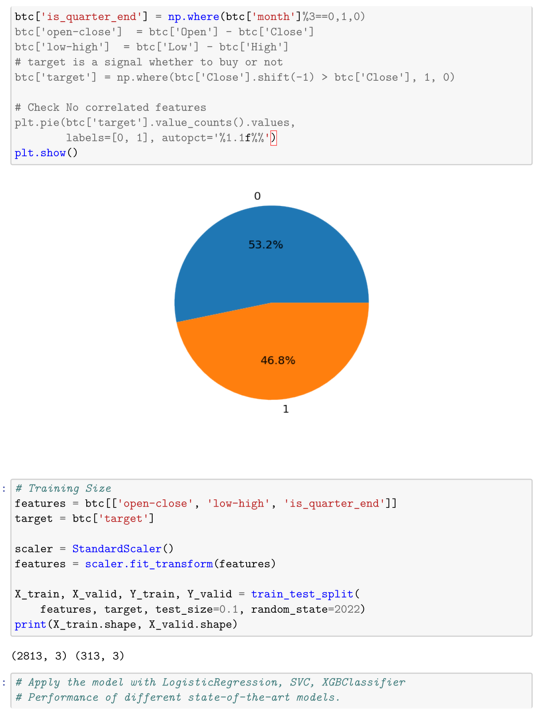 btc['is_quarter_end'] = np.where(btc['month']%3==0,1,0)
btc['open-close']  = btc['Open'] - btc['Close']
btc['low-high']  = btc['Low'] - btc['High']
# target is a signal whether to buy or not
btc['target'] = np.where(btc['Close'].shift(-1) > btc['Close'], 1, 0)

# Check No correlated features
plt.pie(btc['target'].value_counts().values,
        labels=[0, 1], autopct='%1.1f%%')
plt.show()
0
53.2%
46.8%
1
: # Training Size
features = btc[['open-close', 'low-high', 'is_quarter_end']]
target = btc['target']

scaler = StandardScaler()
features = scaler.fit_transform(features)

X_train, X_valid, Y_train, Y_valid = train_test_split(
    features, target, test_size=0.1, random_state=2022)
print(X_train.shape, X_valid.shape)
(2813, 3) (313, 3)
: # Apply the model with LogisticRegression, SVC, XGBClassifier
# Performance of different state-of-the-art models.